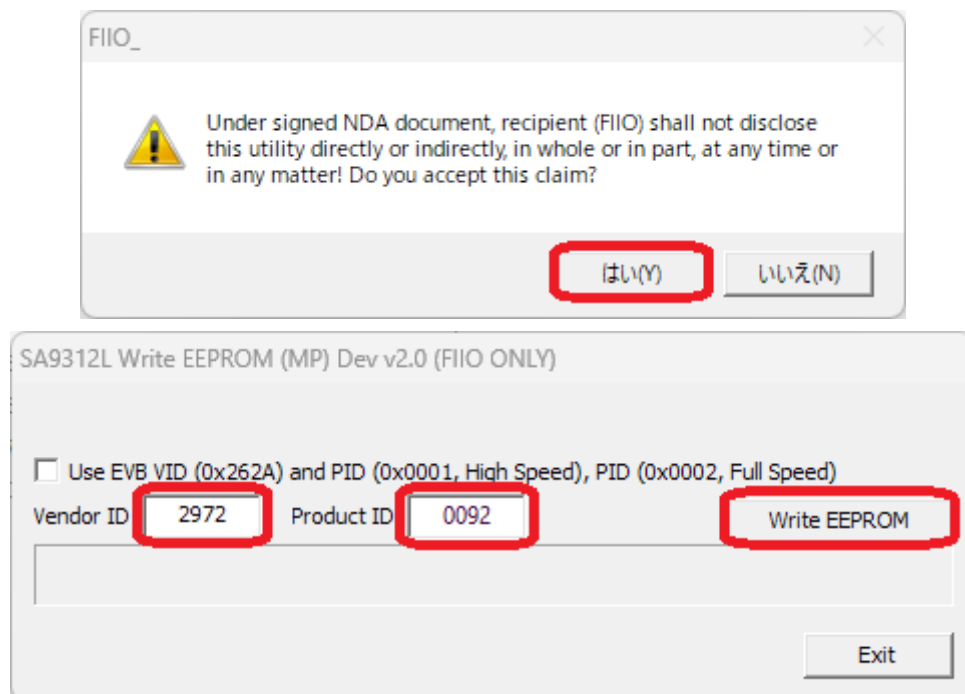 FIIO_
Under signed NDA document, recipient (FIIO) shall not disclose
this utility directly or indirectly, in whole or in part, at any time or
in any matter! Do you accept this claim?
はい(Y)
いいえ(N)
SA9312L Write EEPROM (MP) Dev v2.0 (FIIO ONLY)
Use EVB VID (0x262A) and PID (0x0001, High Speed), PID (0x0002, Full Speed)
Vendor ID 2972 Product ID 0092 Write EEPROM
Exit